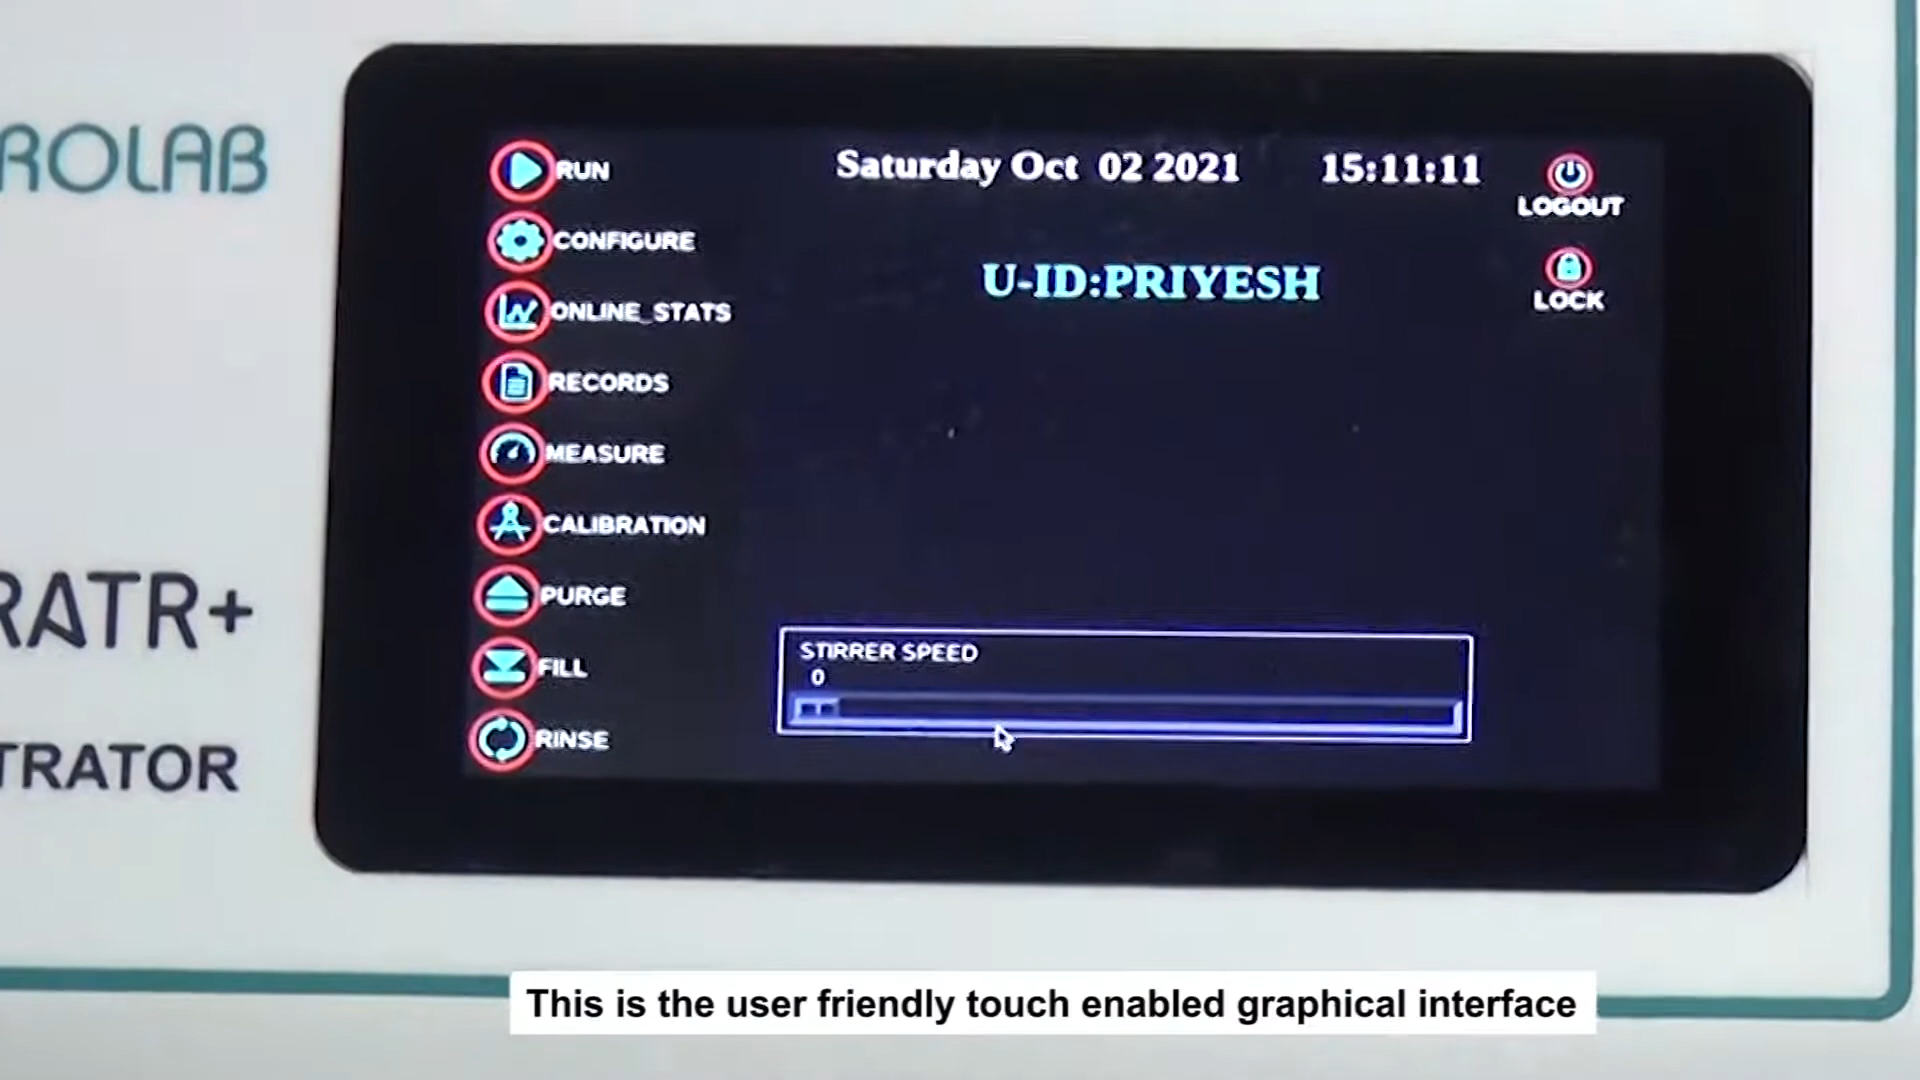 ROLAB
RATR+
TRATOR
RUN
CONFIGURE
ONLINE_STATS
RECORDS
MEASURE
CALIBRATION
PURGE
FILL
RINSE
Saturday Oct 02 2021 15:11:11
LOGOUT
LOCK
U-ID:PRIYESH
STIRRER SPEED
0
This is the user friendly touch enabled graphical interface